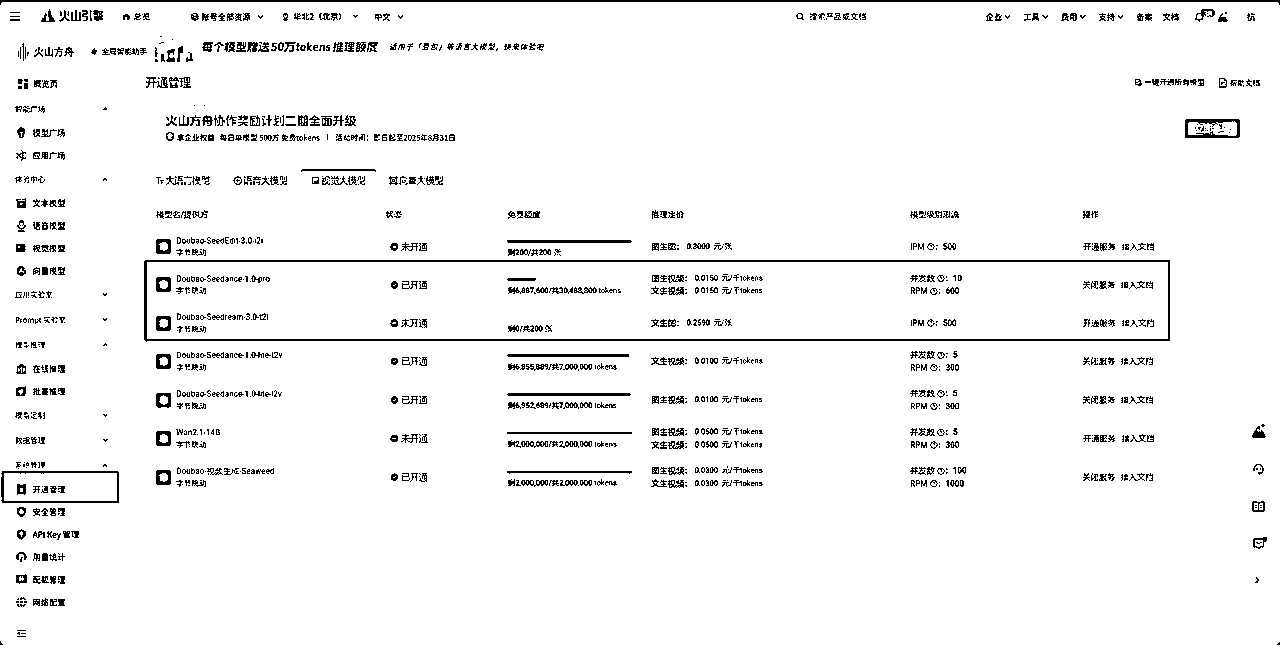 火山引擎
总览
账号全部资源
华北2（北京）
中文
搜索产品或文档
企业
工具
费用
支持
备案
文档
杭
火山方舟
全局智能助手
每个模型赠送50万tokens推理额度
适用于「豆包」等语言大模型，快来体验吧
开通管理
一键开通所有模型
帮助文档
火山方舟协作奖励计划二期全面升级
享企业权益 每日单模型 500万 免费tokens | 活动时间：即日起至2025年8月31日
大语言模型
语音大模型
视觉大模型
向量大模型
模型名/提供方 状态 免费额度 推理定价 模型级别限流 操作
Doubao-SeedEdit-3.0-i2i
字节跳动
未开通
剩200/共200 张
图生图： 0.3000 元/张
IPM : 500
开通服务 接入文档
Doubao-Seedance-1.0-pro
字节跳动
已开通
图生视频： 0.0150 元/千tokens
文生视频： 0.0150 元/千tokens
并发数 : 10
RPM : 600
关闭服务 接入文档
Doubao-Seedream-3.0-t2i
字节跳动
未开通
剩0/共200 张
文生图： 0.2590 元/张
IPM : 500
开通服务 接入文档
字节跳动
已开通
剩6,855,889/共7,000,000 tokens
文生视频： 0.0100 元/千tokens
并发数 : 5
RPM : 300
关闭服务 接入文档
字节跳动
已开通
剩6,952,689/共7,000,000 tokens
图生视频： 0.0100 元/千tokens
并发数 : 5
RPM : 300
关闭服务 接入文档
Wan2.1-14B
字节跳动
未开通
剩2,000,000/共2,000,000 tokens
图生视频： 0.0500 元/千tokens
文生视频： 0.0500 元/千tokens
并发数 : 5
RPM : 300
开通服务 接入文档
Doubao-视频生成-Seaweed
字节跳动
已开通
剩2,000,000/共2,000,000 tokens
图生视频： 0.0300 元/千tokens
文生视频： 0.0300 元/千tokens
并发数 : 100
RPM : 1000
关闭服务 接入文档
概览页
模型广场
应用广场
体验中心
文本模型
语音模型
视觉模型
向量模型
应用实验室
Prompt 实验室
模型推理
在线推理
批量推理
模型定制
数据管理
系统管理
开通管理
安全管理
API Key 管理
用量统计
配额管理
网络配置